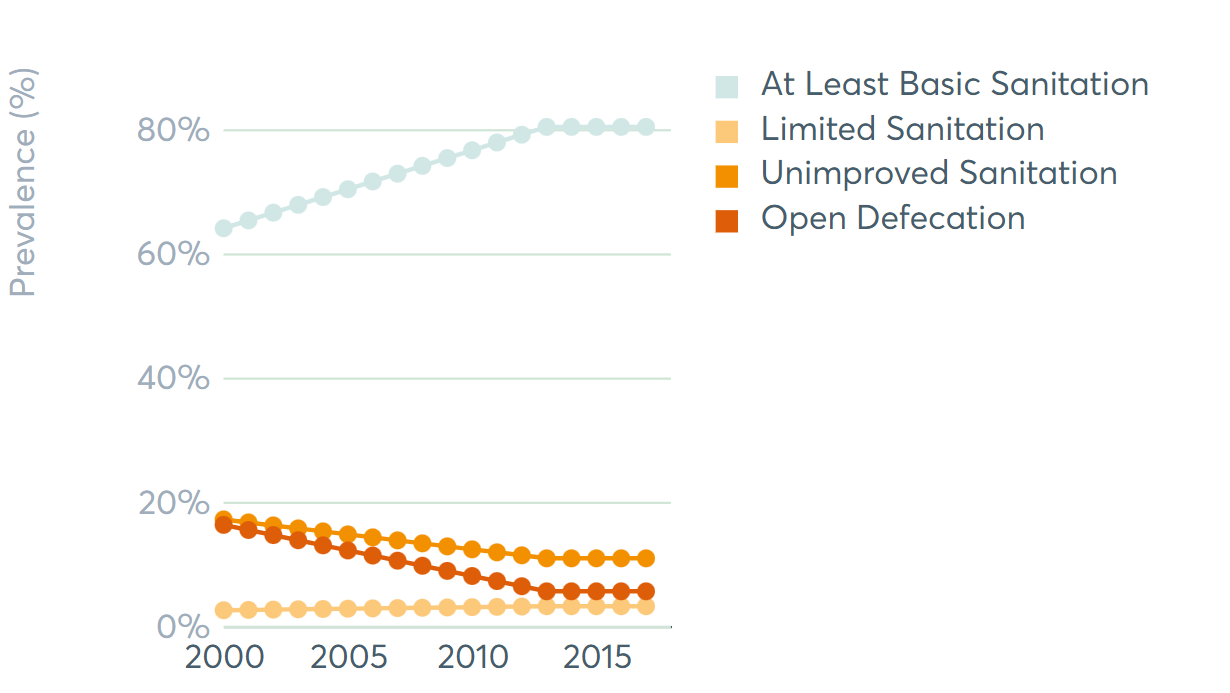 Prevalence (%)
80%
60%
40%
20%
0%
2000 2005 2010 2015
At Least Basic Sanitation
Limited Sanitation
Unimproved Sanitation
Open Defecation